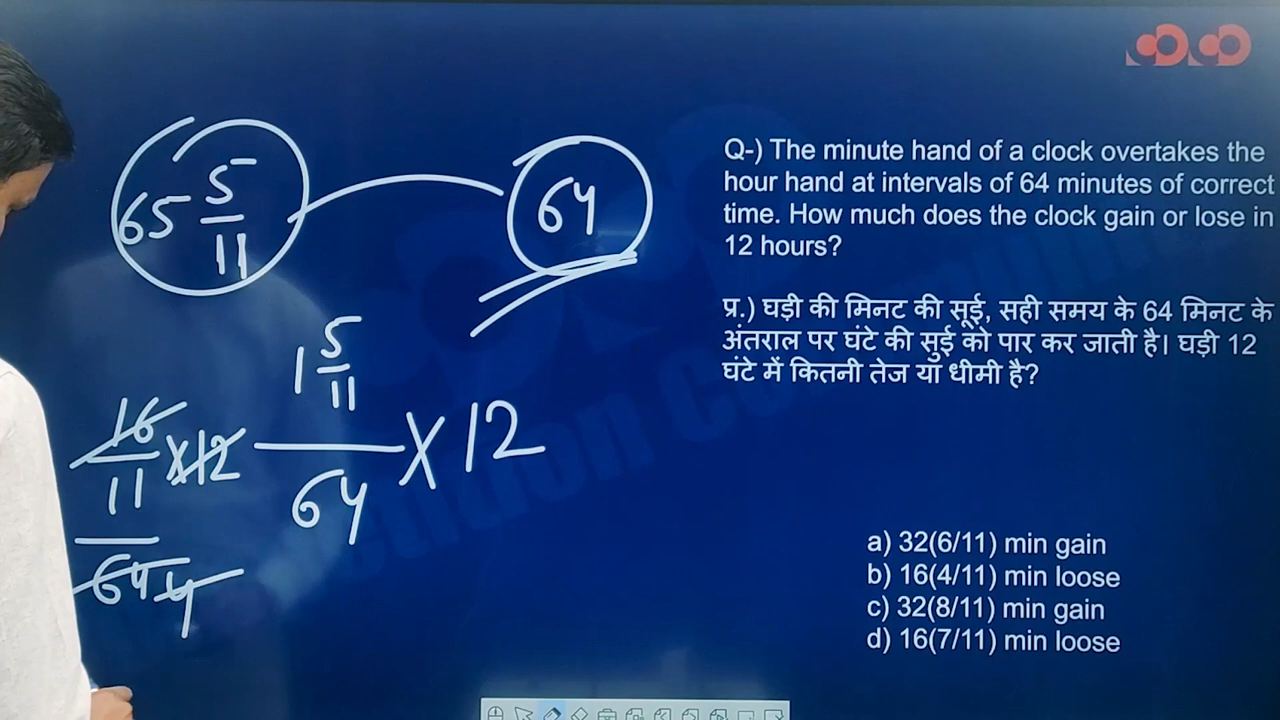 65 5/11
64
1 5/11
64
X 12
16/11 X12
64 4
Q-) The minute hand of a clock overtakes the
hour hand at intervals of 64 minutes of correct
time. How much does the clock gain or lose in
12 hours?
प्र.) घड़ी की मिनट की सूई, सही समय के 64 मिनट के
अंतराल पर घंटे की सुई को पार कर जाती है। घड़ी 12
घंटे में कितनी तेज या धीमी है?
a) 32(6/11) min gain
b) 16(4/11) min loose
c) 32(8/11) min gain
d) 16(7/11) min loose